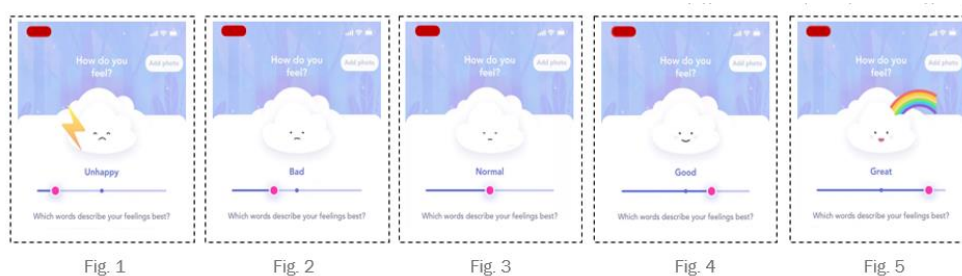 How do you
feel?
Add photo
Unhappy
Which words describe your feelings best?
Fig. 1
How do you
feel?
Add photo
Bad
Which words describe your feelings best?
Fig. 2
How do you
feel?
Add photo
Normal
Which words describe your feelings best?
Fig. 3
How do you
feel?
Add photo
Good
Which words describe your feelings best?
Fig. 4
How do you
feel?
Add photo
Great
Which words describe your feelings best?
Fig. 5